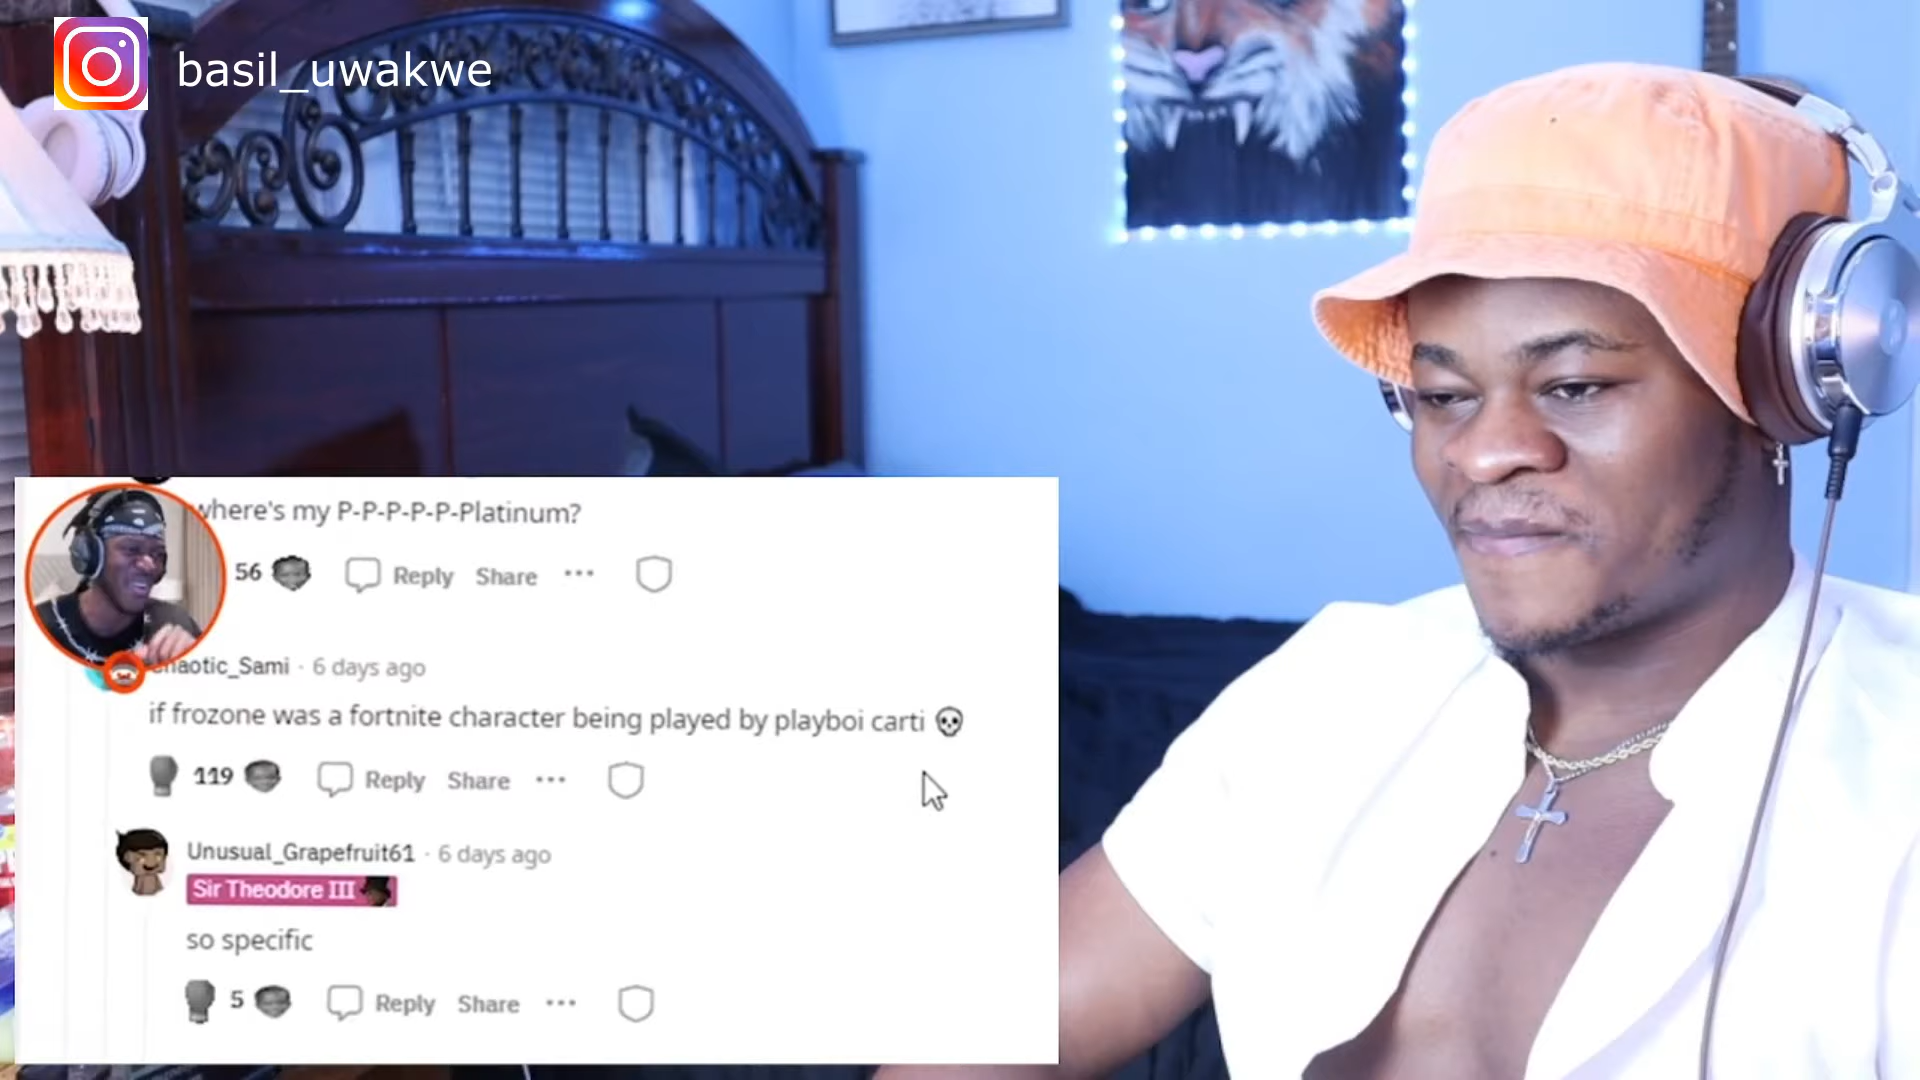 basil_uwakwe
where's my P-P-P-P-P-Platinum?
56 Reply Share ···
chaotic_Sami · 6 days ago
if frozone was a fortnite character being played by playboi carti 💀
119 Reply Share ···
Unusual_Grapefruit61 · 6 days ago
Sir Theodore III
so specific
5 Reply Share ···